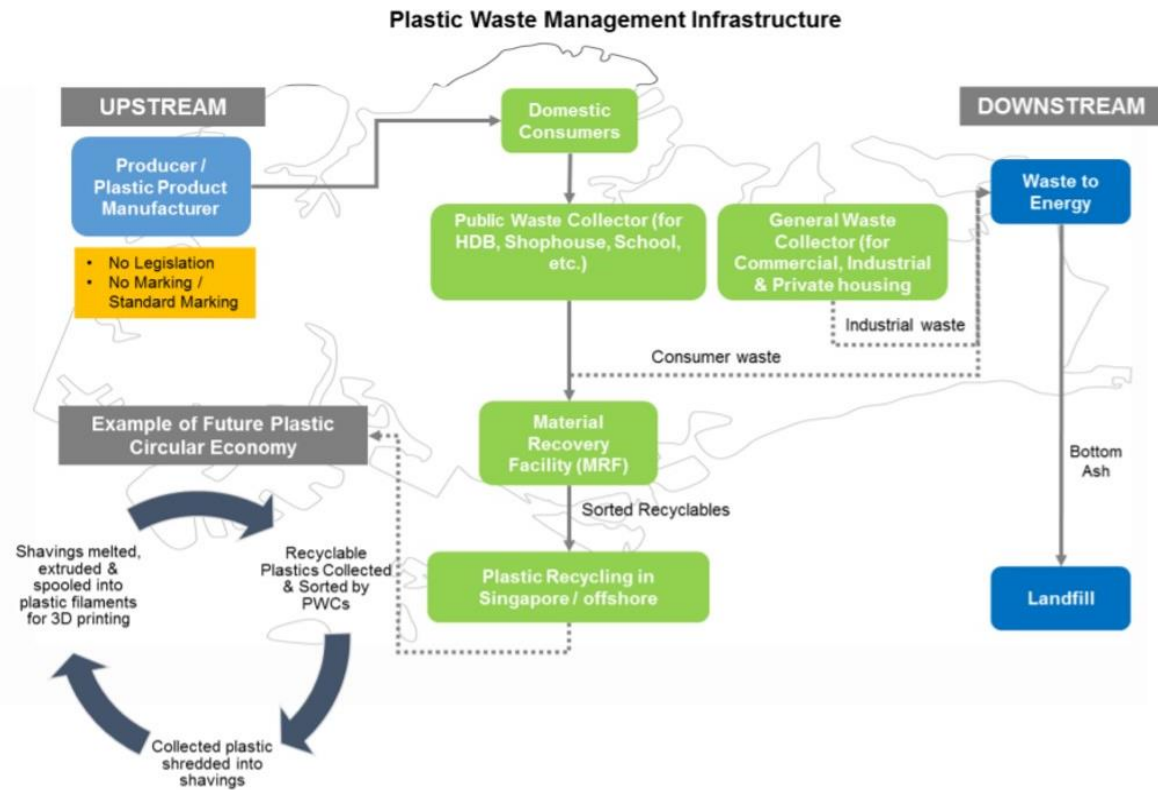 Plastic Waste Management Infrastructure
UPSTREAM
Producer /
Plastic Product
Manufacturer
• No Legislation
• No Marking /
Standard Marking
Domestic
Consumers
Public Waste Collector (for
HDB, Shophouse, School,
etc.)
General Waste
Collector (for
Commercial, Industrial
& Private housing
DOWNSTREAM
Waste to
Energy
Industrial waste
Consumer waste
Material
Recovery
Facility (MRF)
Sorted Recyclables
Plastic Recycling in
Singapore / offshore
Bottom
Ash
Landfill
Example of Future Plastic
Circular Economy
Recyclable
Plastics Collected
& Sorted by
PWCs
Collected plastic
shredded into
shavings
Shavings melted,
extruded &
spooled into
plastic filaments
for 3D printing